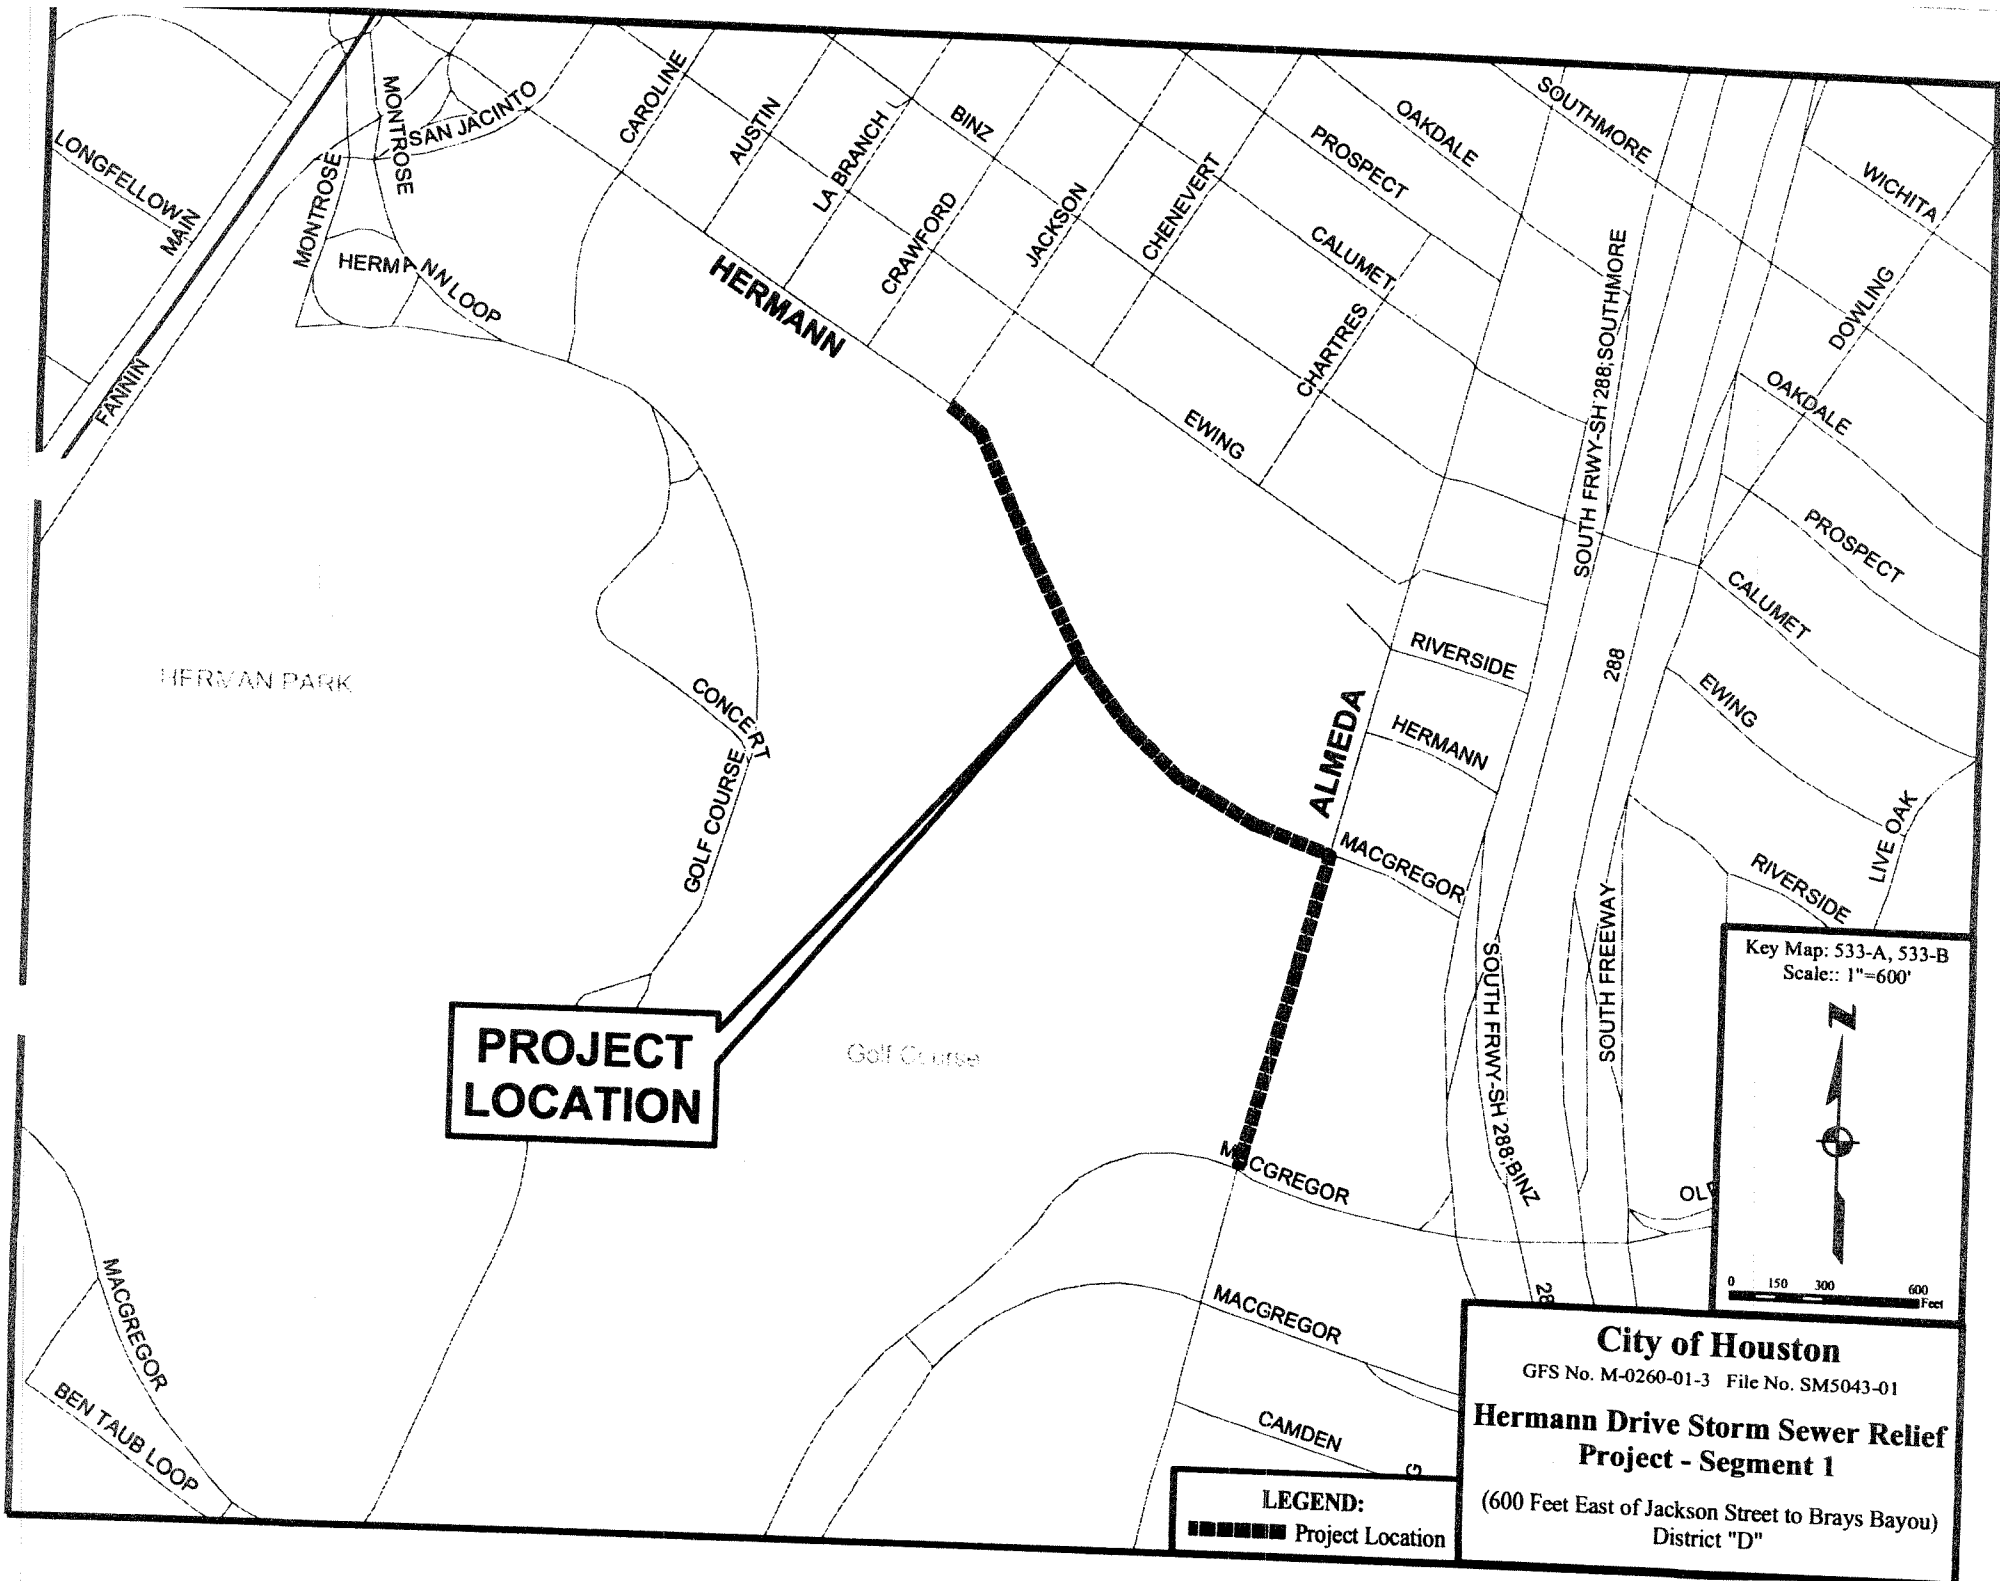 MONTROSE
MONTROSE
SAN JACINTO
CAROLINE
AUSTIN
LA BRANCH
BINZ
CRAWFORD
JACKSON
CHENEVERT
PROSPECT
OAKDALE
SOUTHMORE
WICHITA
LONGFELLOW
MAIN
FANNIN
HERMANN LOOP
HERMANN
CALUMET
CHARTRES
EWING
SOUTH FRWY-SH 288;SOUTHMORE
DOWLING
OAKDALE
PROSPECT
CALUMET
EWING
288
RIVERSIDE
HERMANN
ALMEDA
MACGREGOR
LIVE OAK
RIVERSIDE
HERMAN PARK
CONCERT
GOLF COURSE
Golf Course
PROJECT
LOCATION
SOUTH FRWY-SH 288;BINZ
SOUTH FREEWAY
MACGREGOR
MACGREGOR
CAMDEN
G
28
OL
MACGREGOR
BEN TAUB LOOP
Key Map: 533-A, 533-B
Scale:: 1"=600'
N
0 150 300 600
Feet
City of Houston
GFS No. M-0260-01-3 File No. SM5043-01
Hermann Drive Storm Sewer Relief
Project - Segment 1
(600 Feet East of Jackson Street to Brays Bayou)
District "D"
LEGEND:
Project Location